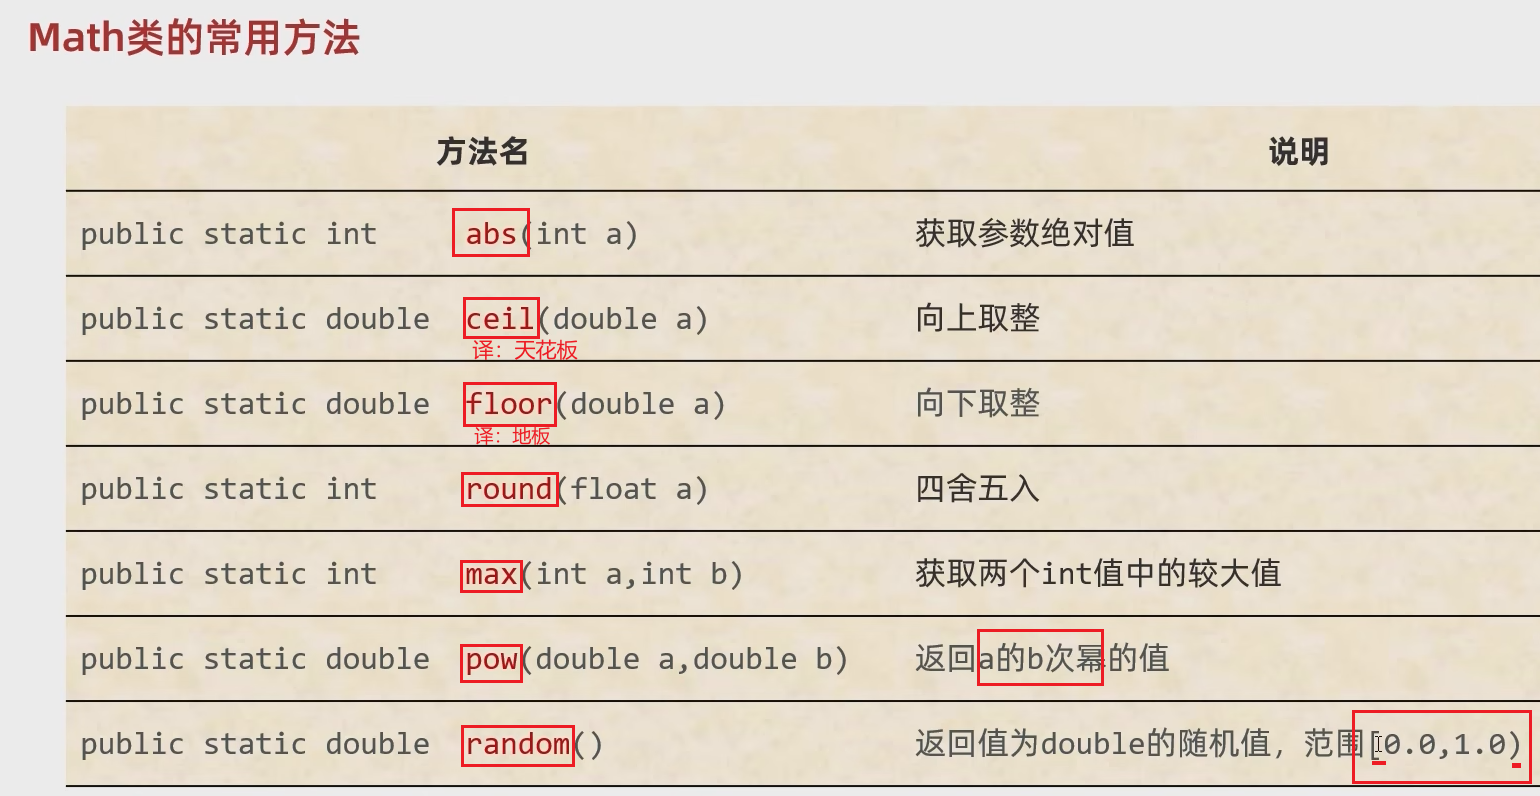 Math类的常用方法
方法名 说明
public static int abs(int a) 获取参数绝对值
public static double ceil(double a) 向上取整
译：天花板
public static double floor(double a) 向下取整
译：地板
public static int round(float a) 四舍五入
public static int max(int a,int b) 获取两个int值中的较大值
public static double pow(double a,double b) 返回a的b次幂的值
public static double random() 返回值为double的随机值，范围[0.0,1.0)